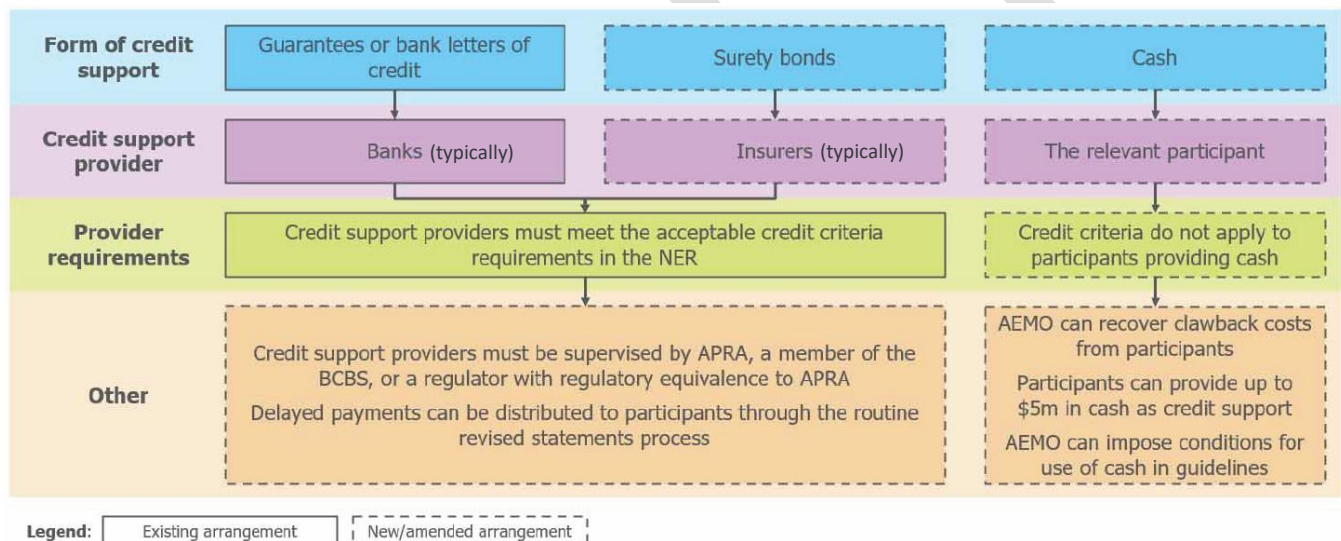 Form of credit
support
Guarantees or bank letters of
credit
Surety bonds
Cash
Credit support
provider
Banks (typically)
Insurers (typically)
The relevant participant
Provider
requirements
Credit support providers must meet the acceptable credit criteria
requirements in the NER
Credit criteria do not apply to
participants providing cash
Other
Credit support providers must be supervised by APRA, a member of the
BCBS, or a regulator with regulatory equivalence to APRA
Delayed payments can be distributed to participants through the routine
revised statements process
AEMO can recover clawback costs
from participants
Participants can provide up to
$5m in cash as credit support
AEMO can impose conditions for
use of cash in guidelines
Legend: Existing arrangement New/amended arrangement